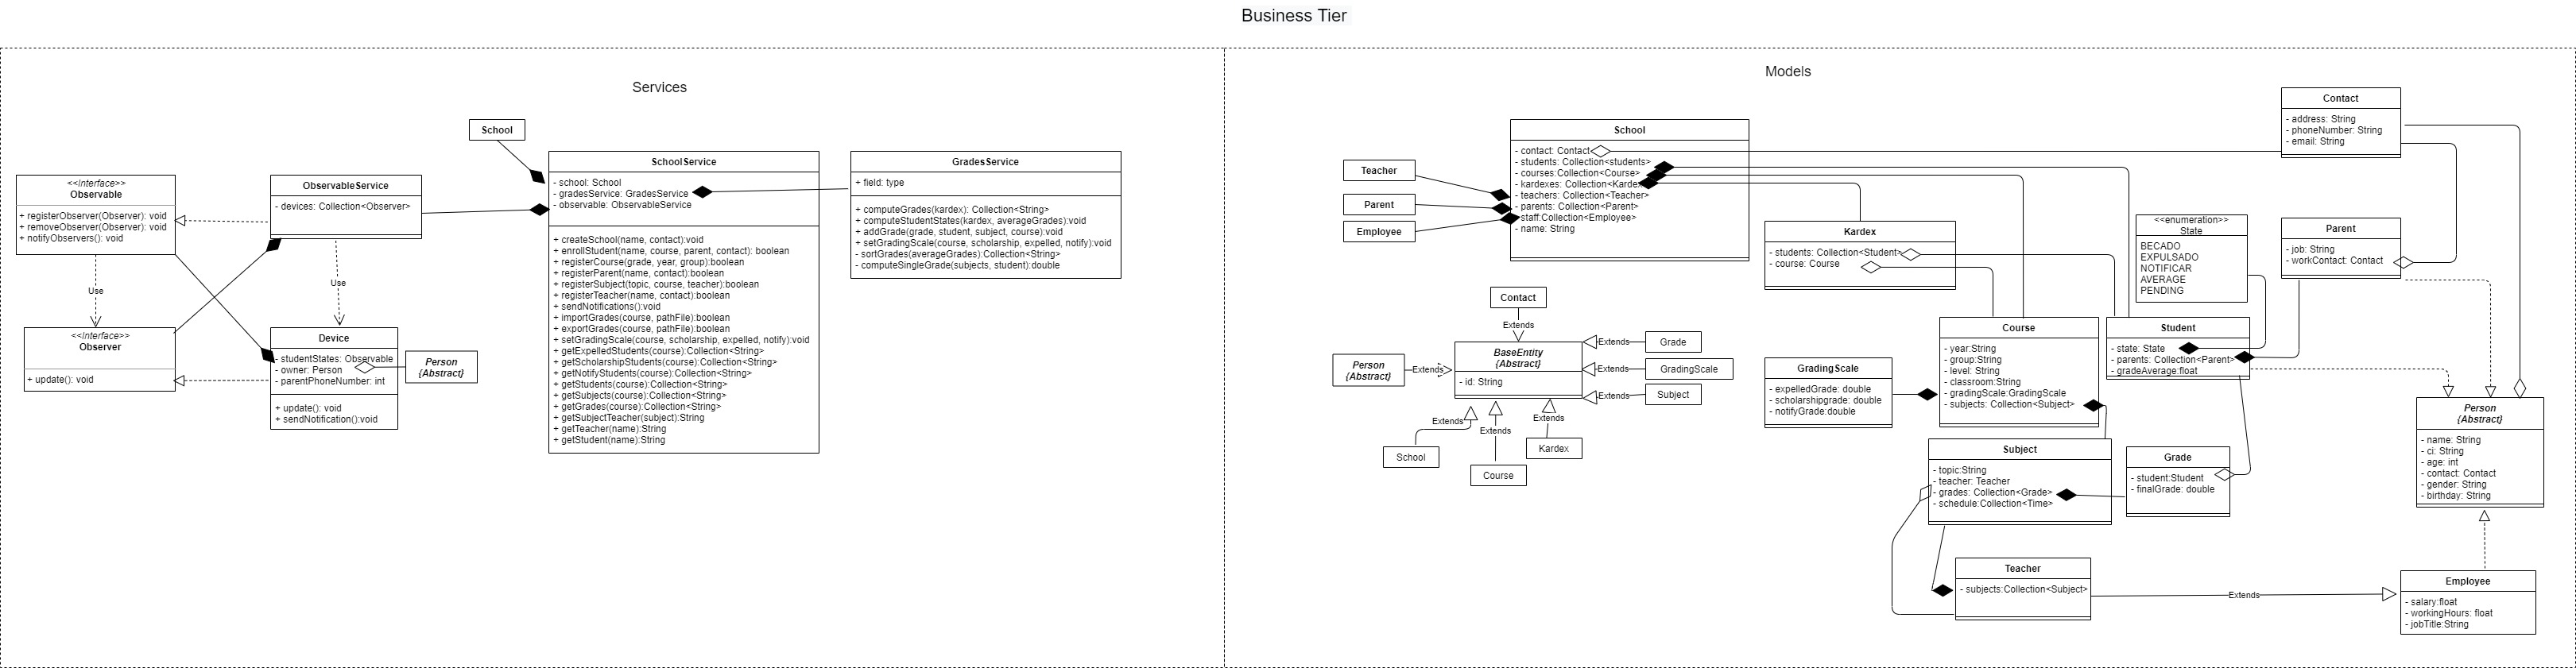 Business Tier
Services
School
<<Interface>>
Observable
+ registerObserver(Observer): void
+ removeObserver(Observer): void
+ notifyObservers(): void
ObservableService
- devices: Collection<Observer>
Use
Use
<<Interface>>
Observer
+ update(): void
Device
- studentStates: Observable
- owner: Person
- parentPhoneNumber: int
+ update(): void
+ sendNotification():void
Person
{Abstract}
SchoolService
- school: School
- gradesService: GradesService
- observable: ObservableService
+ createSchool(name, contact):void
+ enrollStudent(name, course, parent, contact): boolean
+ registerCourse(grade, year, group):boolean
+ registerParent(name, contact):boolean
+ registerSubject(topic, course, teacher):boolean
+ registerTeacher(name, contact):boolean
+ sendNotifications():void
+ importGrades(course, pathFile):boolean
+ exportGrades(course, pathFile):boolean
+ setGradingScale(course, scholarship, expelled, notify):void
+ getExpelledStudents(course):Collection<String>
+ getScholarshipStudents(course):Collection<String>
+ getNotifyStudents(course):Collection<String>
+ getStudents(course):Collection<String>
+ getSubjects(course):Collection<String>
+ getGrades(course):Collection<String>
+ getSubjectTeacher(subject):String
+ getTeacher(name):String
+ getStudent(name):String
GradesService
+ field: type
+ computeGrades(kardex): Collection<String>
+ computeStudentStates(kardex, averageGrades):void
+ addGrade(grade, student, subject, course):void
+ setGradingScale(course, scholarship, expelled, notify):void
- sortGrades(averageGrades):Collection<String>
- computeSingleGrade(subjects, student):double
Models
Teacher
Parent
Employee
School
- contact: Contact
- students: Collection<students>
- courses:Collection<Course>
- kardexes: Collection<Kardex
- teachers: Collection<Teacher>
- parents: Collection<Parent>
staff:Collection<Employee>
- name: String
Contact
- address: String
- phoneNumber: String
- email: String
Kardex
- students: Collection<Student>
- course: Course
<<enumeration>>
State
BECADO
EXPULSADO
NOTIFICAR
AVERAGE
PENDING
Parent
- job: String
- workContact: Contact
Contact
Extends
Person
{Abstract}
Extends
BaseEntity
{Abstract}
- id: String
Extends
Grade
Extends
GradingScale
Extends
Subject
Extends
School
Extends
Course
Extends
Kardex
GradingScale
- expelledGrade: double
- scholarshipgrade: double
- notifyGrade:double
Course
- year:String
- group:String
- level: String
- classroom:String
- gradingScale:GradingScale
- subjects: Collection<Subject>
Student
- state: State
- parents: Collection<Parent>
- gradeAverage:float
Subject
- topic:String
- teacher: Teacher
- grades: Collection<Grade>
- schedule:Collection<Time>
Grade
- student:Student
- finalGrade: double
Person
{Abstract}
- name: String
- ci: String
- age: int
- contact: Contact
- gender: String
- birthday: String
Teacher
- subjects:Collection<Subject>
Extends
Employee
- salary:float
- workingHours: float
- jobTitle:String